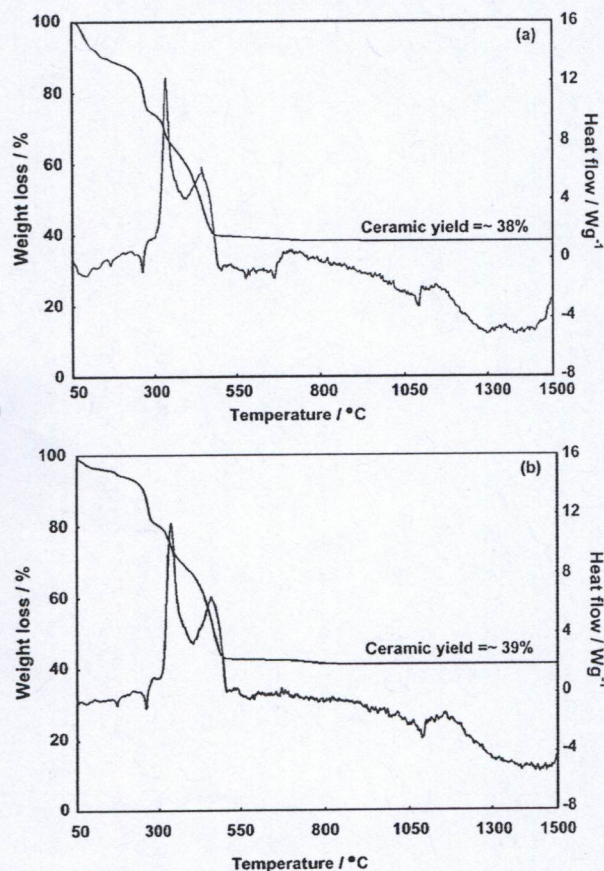 (a)
Weight loss / %
100
80
60
40
20
0
Heat flow / Wg-1
16
12
8
4
0
-4
-8
Ceramic yield =~ 38%
50 300 550 800 1050 1300 1500
Temperature / °C
(b)
Weight loss / %
100
80
60
40
20
0
Heat flow / Wg-1
16
12
8
4
0
-4
-8
Ceramic yield =~ 39%
50 300 550 800 1050 1300 1500
Temperature / °C